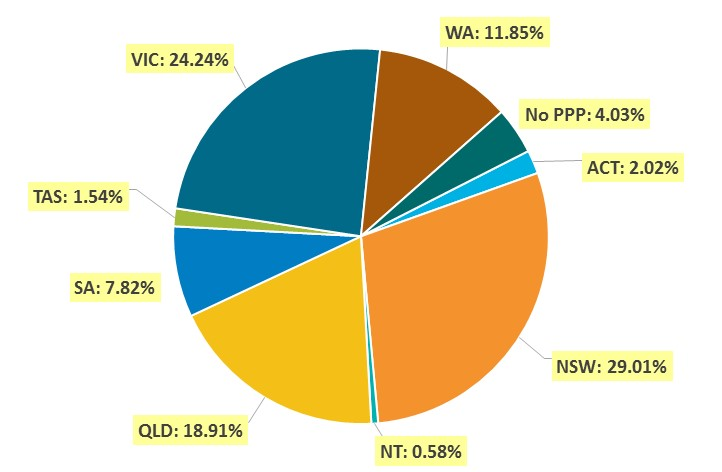 WA: 11.85%
VIC: 24.24%
No PPP: 4.03%
ACT: 2.02%
TAS: 1.54%
SA: 7.82%
NSW: 29.01%
QLD: 18.91%
NT: 0.58%